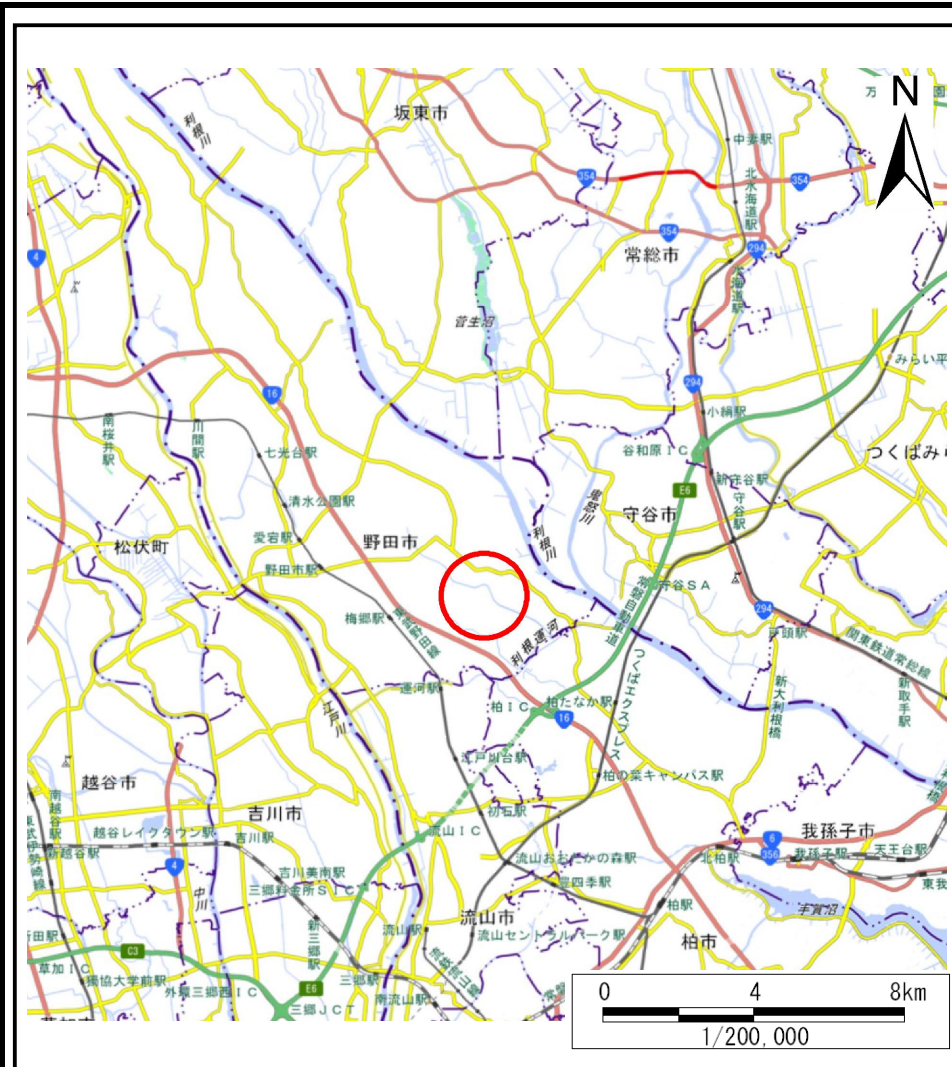 N
坂東市
利根川
中妻駅
北水海道駅
354
354
354
4
294
常総市
菅生沼
みらい平
16
294
小絹駅
南桜井駅
川間駅
七光台駅
谷和原IC
つくばみ
新守谷駅
E6
清水公園駅
鬼怒川
守谷市
守谷駅
利根川
愛宕駅
野田市
松伏町
野田市駅
守谷SA
常磐自動車道
294
梅郷駅
戸頭駅
関東鉄道常総線
利根運河
つくばエクスプレス
新大利根橋
新取手駅
運河駅
柏たなか駅
柏IC
16
江戸川
江戸川台駅
柏の葉キャンパス駅
越谷市
南越谷駅
吉川市
初石駅
越谷レイクタウン駅
吉川駅
流山IC
6
我孫子市
新越谷駅
356
我孫子駅
天王台駅
北柏駅
4
吉川美南駅
流山おおたかの森駅
三郷料金所SIC
豊四季駅
中川
新三郷駅
流山市
柏駅
手賀沼
流山駅
流山セントラルパーク駅
柏市
C3
草加IC
獨協大学前駅
外環三郷西IC
E6
三郷駅
流鉄流山線
南流山駅
三郷JCT
0 4 8km
1/200,000